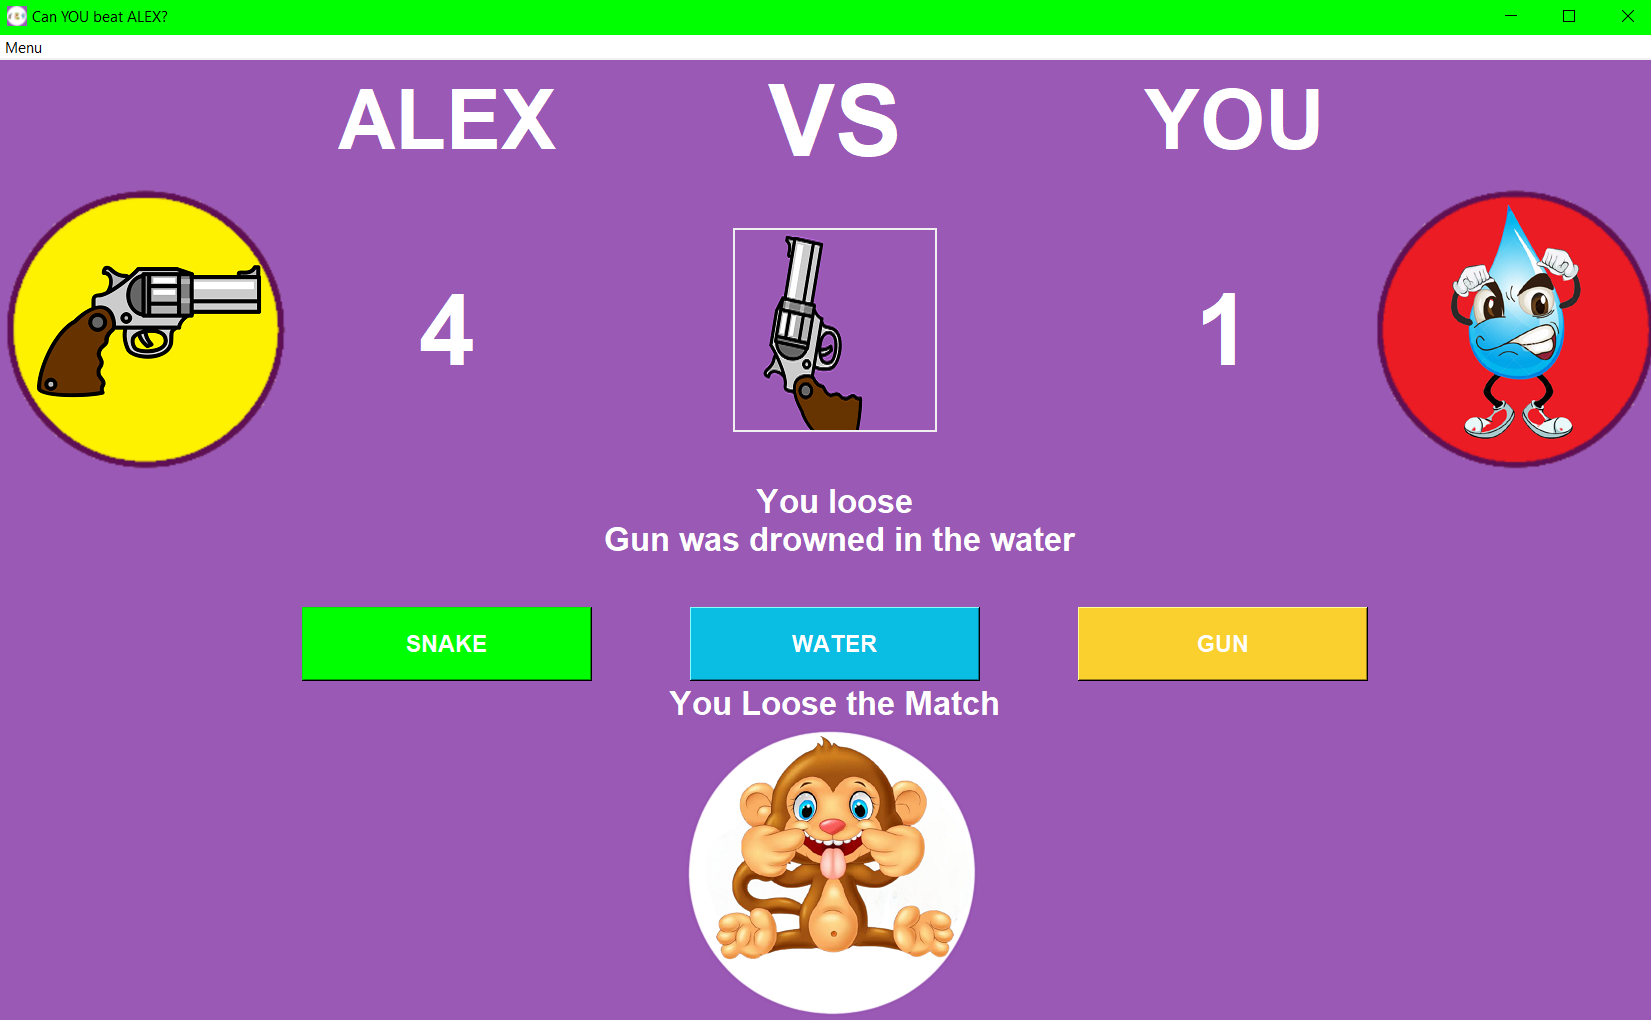 Can YOU beat ALEX?
Menu
ALEX VS YOU
4 1
You loose
Gun was drowned in the water
SNAKE WATER GUN
You Loose the Match